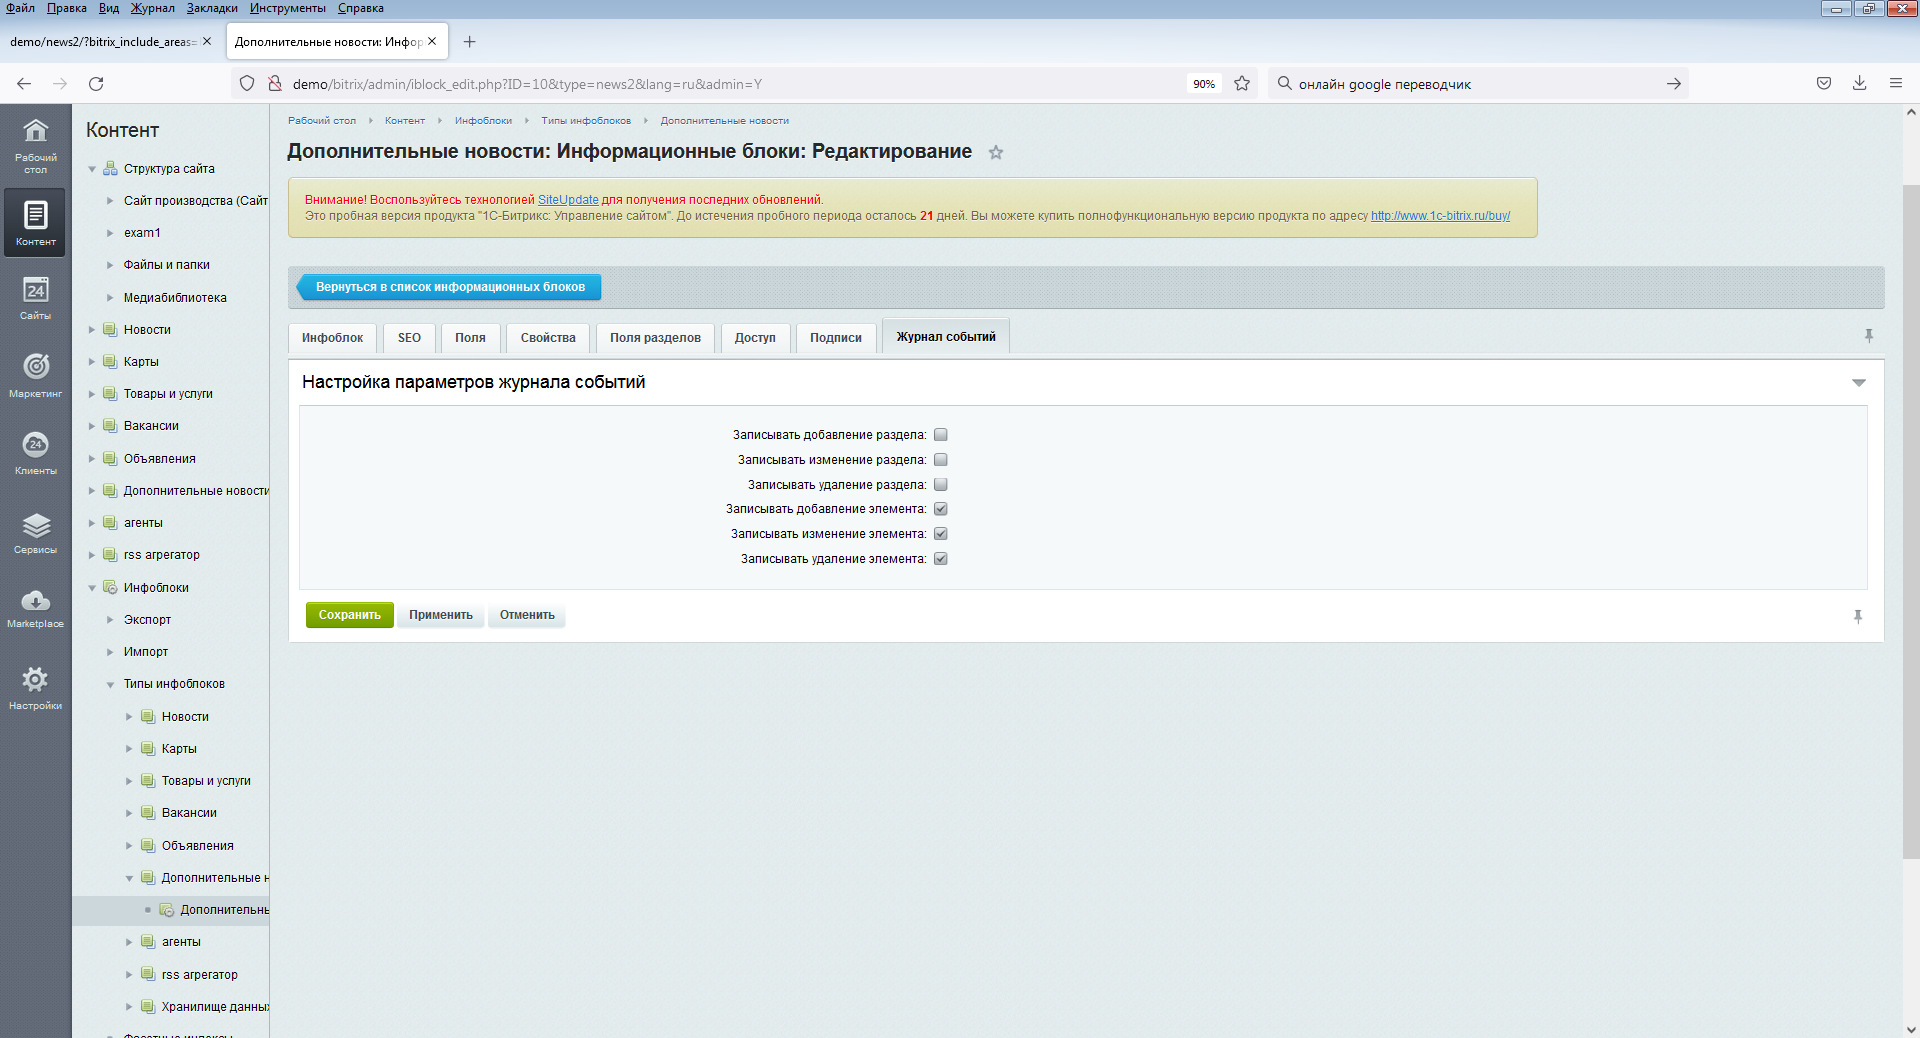 Файл Правка Вид Журнал Закладки Инструменты Справка
demo/news2/?bitrix_include_areas=
Дополнительные новости: Инфор
demo/bitrix/admin/iblock_edit.php?ID=10&type=news2&lang=ru&admin=Y
90%
онлайн google переводчик
Рабочий стол
Контент
24
Сайты
Маркетинг
24
Клиенты
Сервисы
Marketplace
Настройки
Контент
Структура сайта
Сайт производства (Сайт
exam1
Файлы и папки
Медиабиблиотека
Новости
Карты
Товары и услуги
Вакансии
Объявления
Дополнительные новости
агенты
rss агрегатор
Инфоблоки
Экспорт
Импорт
Типы инфоблоков
Новости
Карты
Товары и услуги
Вакансии
Объявления
Дополнительные н
Дополнительнь
агенты
rss агрегатор
Хранилище данных
Фасетные индексы
Рабочий стол Контент Инфоблоки Типы инфоблоков Дополнительные новости
Дополнительные новости: Информационные блоки: Редактирование
Внимание! Воспользуйтесь технологией SiteUpdate для получения последних обновлений.
Это пробная версия продукта "1С-Битрикс: Управление сайтом". До истечения пробного периода осталось 21 дней. Вы можете купить полнофункциональную версию продукта по адресу http://www.1c-bitrix.ru/buy/
Вернуться в список информационных блоков
Инфоблок SEO Поля Свойства Поля разделов Доступ Подписи Журнал событий
Настройка параметров журнала событий
Записывать добавление раздела:
Записывать изменение раздела:
Записывать удаление раздела:
Записывать добавление элемента:
Записывать изменение элемента:
Записывать удаление элемента:
Сохранить Применить Отменить